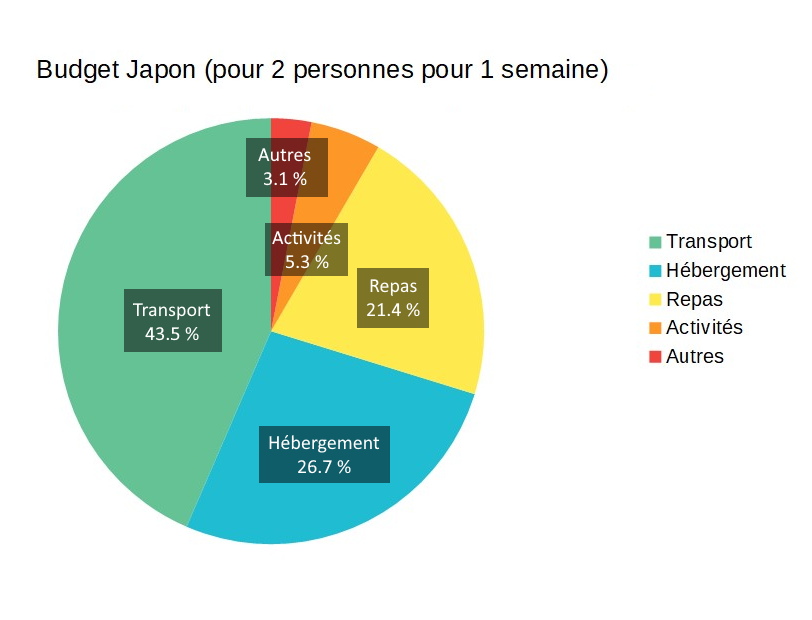 Budget Japon (pour 2 personnes pour 1 semaine)
Autres
3.1 %
Activités
5.3 %
Repas
21.4 %
Transport
43.5 %
Hébergement
26.7 %
Transport
Hébergement
Repas
Activités
Autres